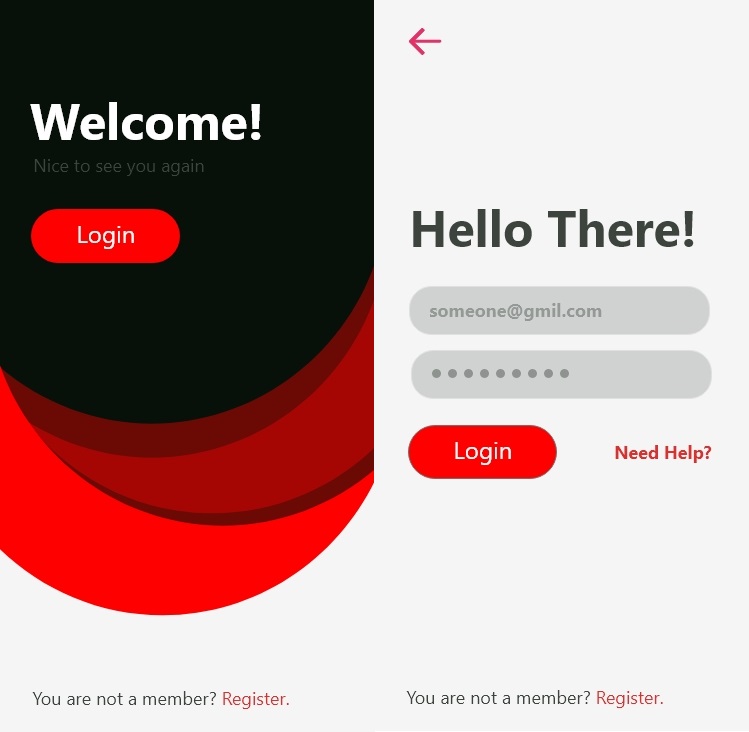 Welcome!
Nice to see you again
Login
You are not a member? Register.
Hello There!
someone@gmil.com
Login
Need Help?
You are not a member? Register.